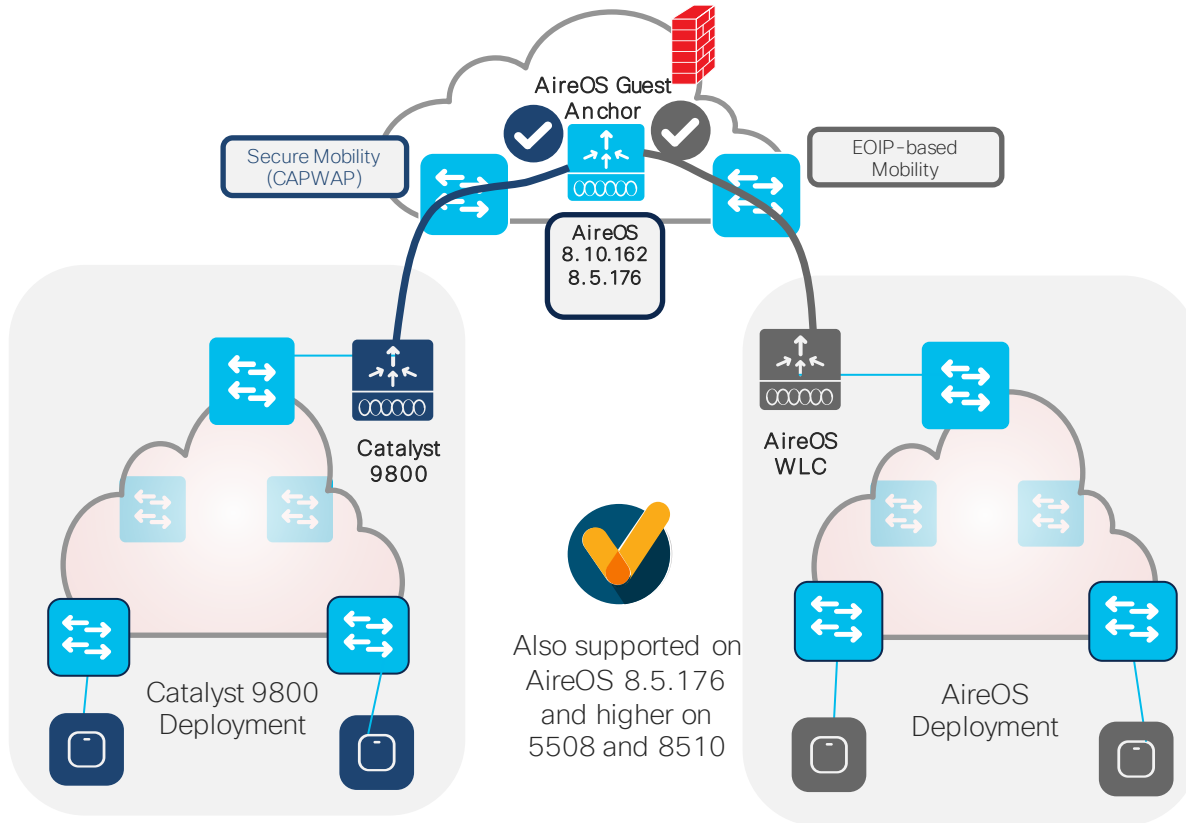 AireOS Guest
Anchor
Secure Mobility
(CAPWAP)
EOIP-based
Mobility
AireOS
8.10.162
8.5.176
Catalyst
9800
AireOS
WLC
Also supported on
AireOS 8.5.176
and higher on
5508 and 8510
Catalyst 9800
Deployment
AireOS
Deployment